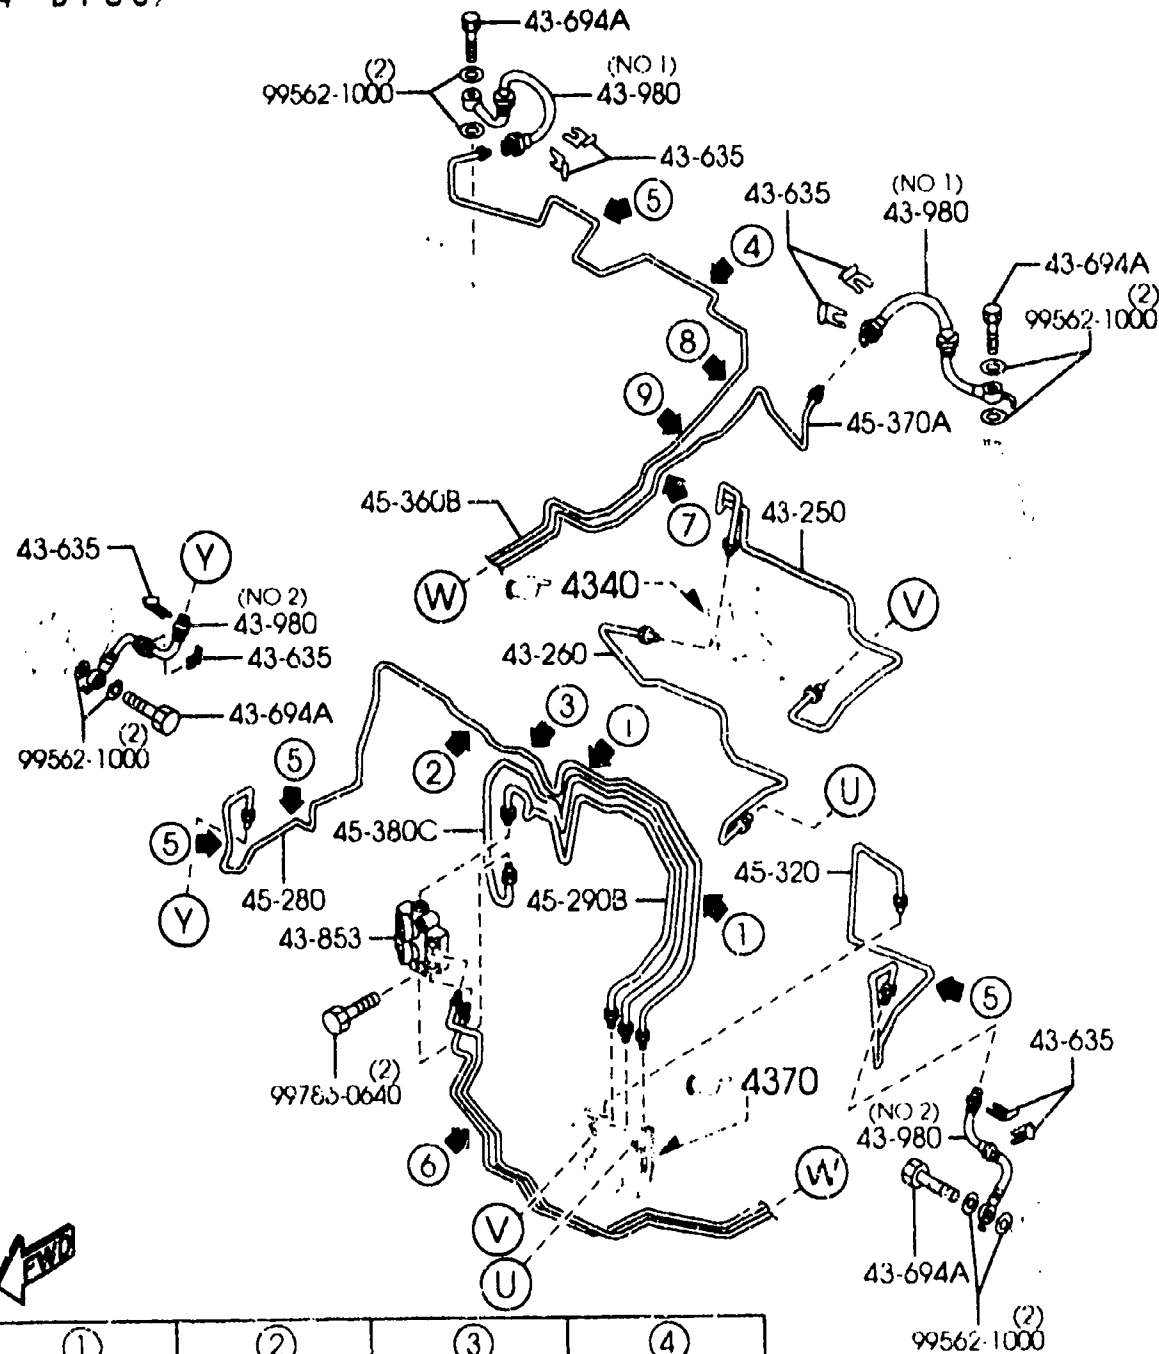 43-694A
(2)
99562-1000
(NO 1)
43-980
43-635
5
43-635
(NO 1)
43-980
4
43-694A
(2)
99562-1000
8
9
45-370A
45-360B
7
43-250
43-635
Y
W
4340
V
(NO 2)
43-980
43-260
43-635
43-694A
(2)
99562-1000
3
1
5
2
U
5
45-380C
45-320
45-280
45-290B
Y
43-853
1
5
43-635
(2)
4370
(NO 2)
43-980
6
W
V
43-694A
U
FWD
(2)
99562-1000
1
2
3
4